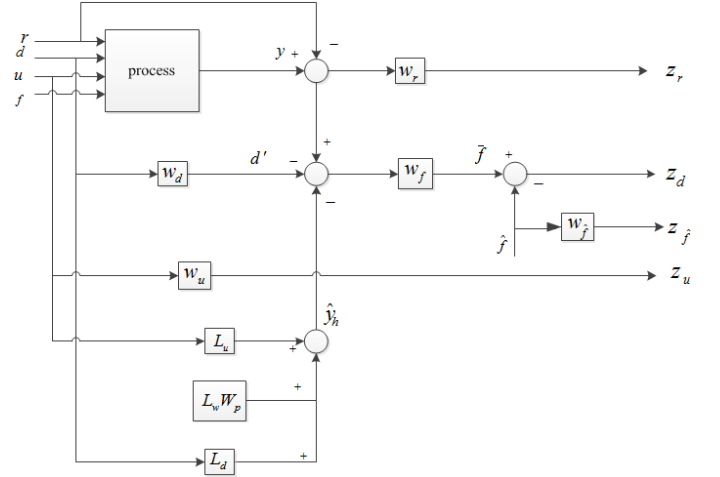 r
d
u
f
process
y + −
w_r
z_r
+
w_d
d' −
−
w_f
f̄ +
−
z_d
f̂
w_f̂
z_f̂
w_u
z_u
ŷ_h
L_u
+
L_w W_p
+
L_d
+